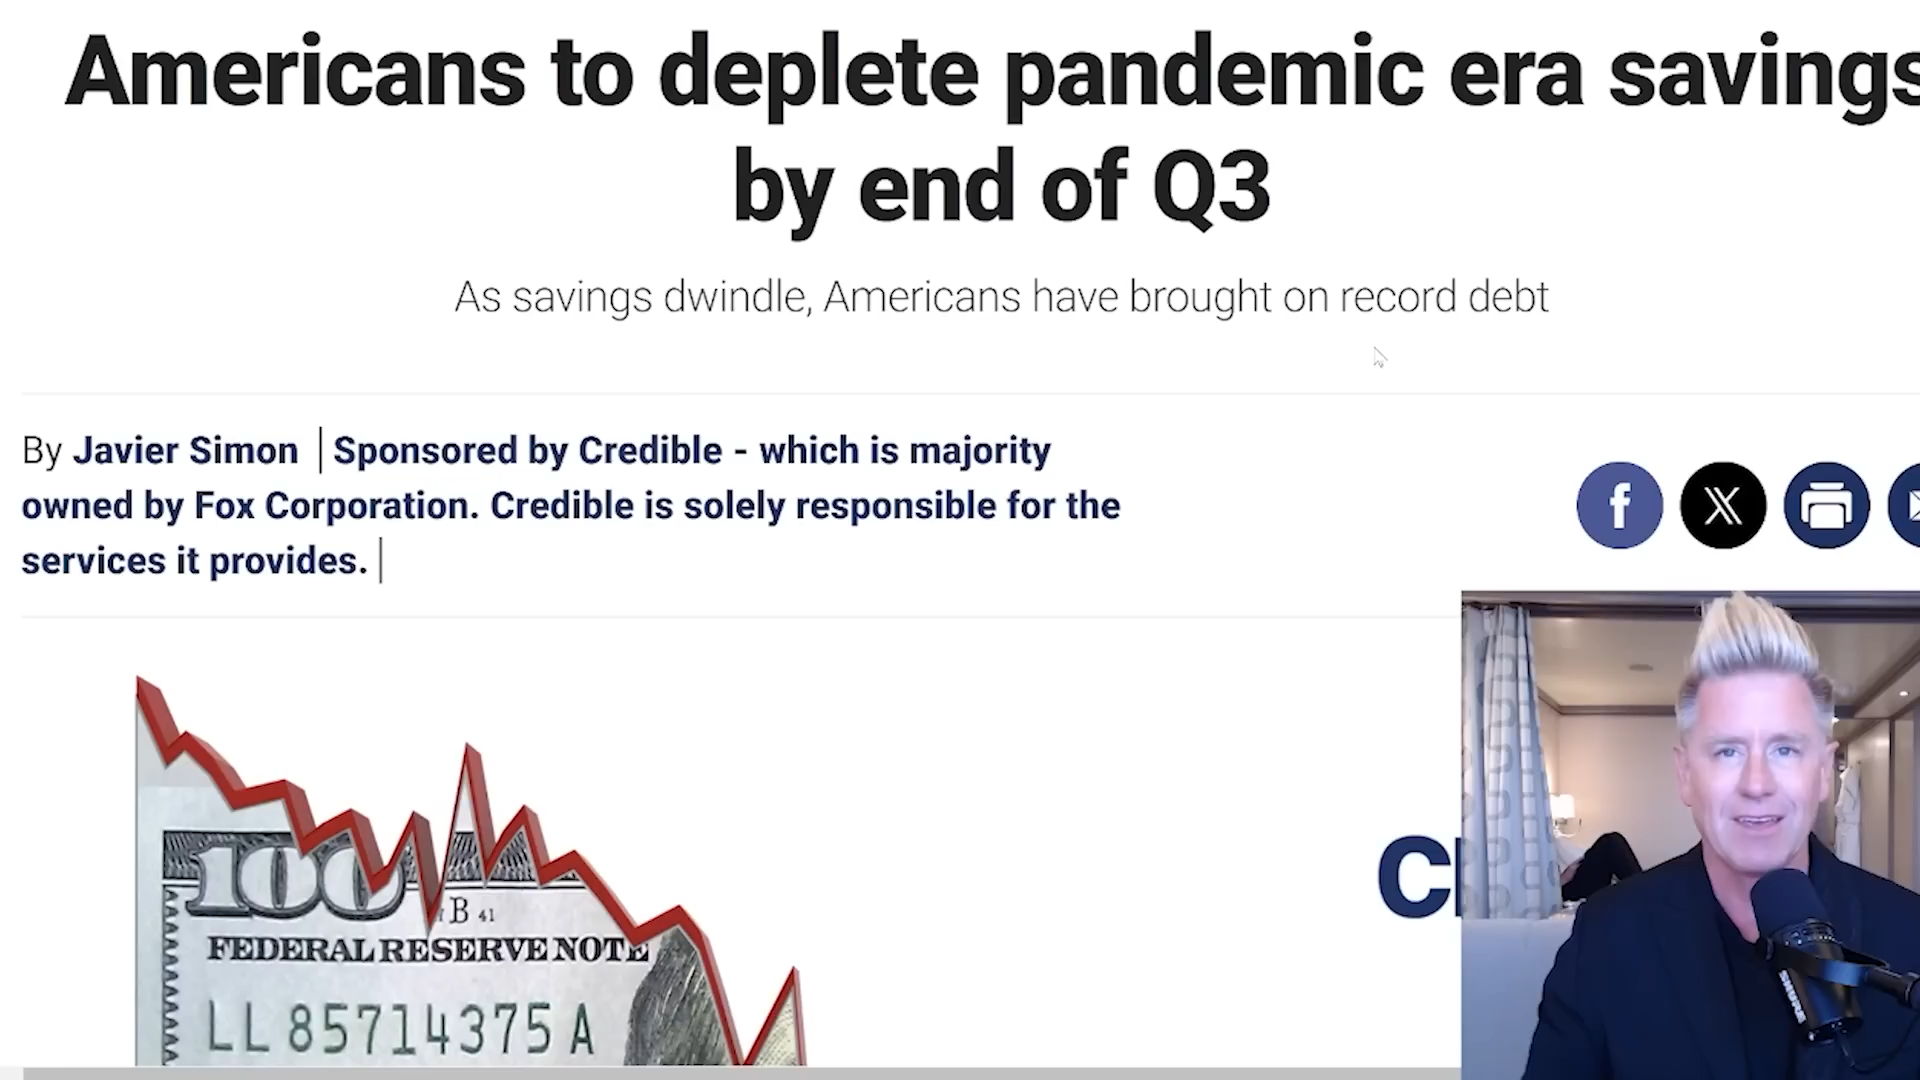 Americans to deplete pandemic era savings
by end of Q3
As savings dwindle, Americans have brought on record debt
By Javier Simon | Sponsored by Credible - which is majority
owned by Fox Corporation. Credible is solely responsible for the
services it provides. |
100
B 41
FEDERAL RESERVE NOTE
LL 85714375 A
SHURE